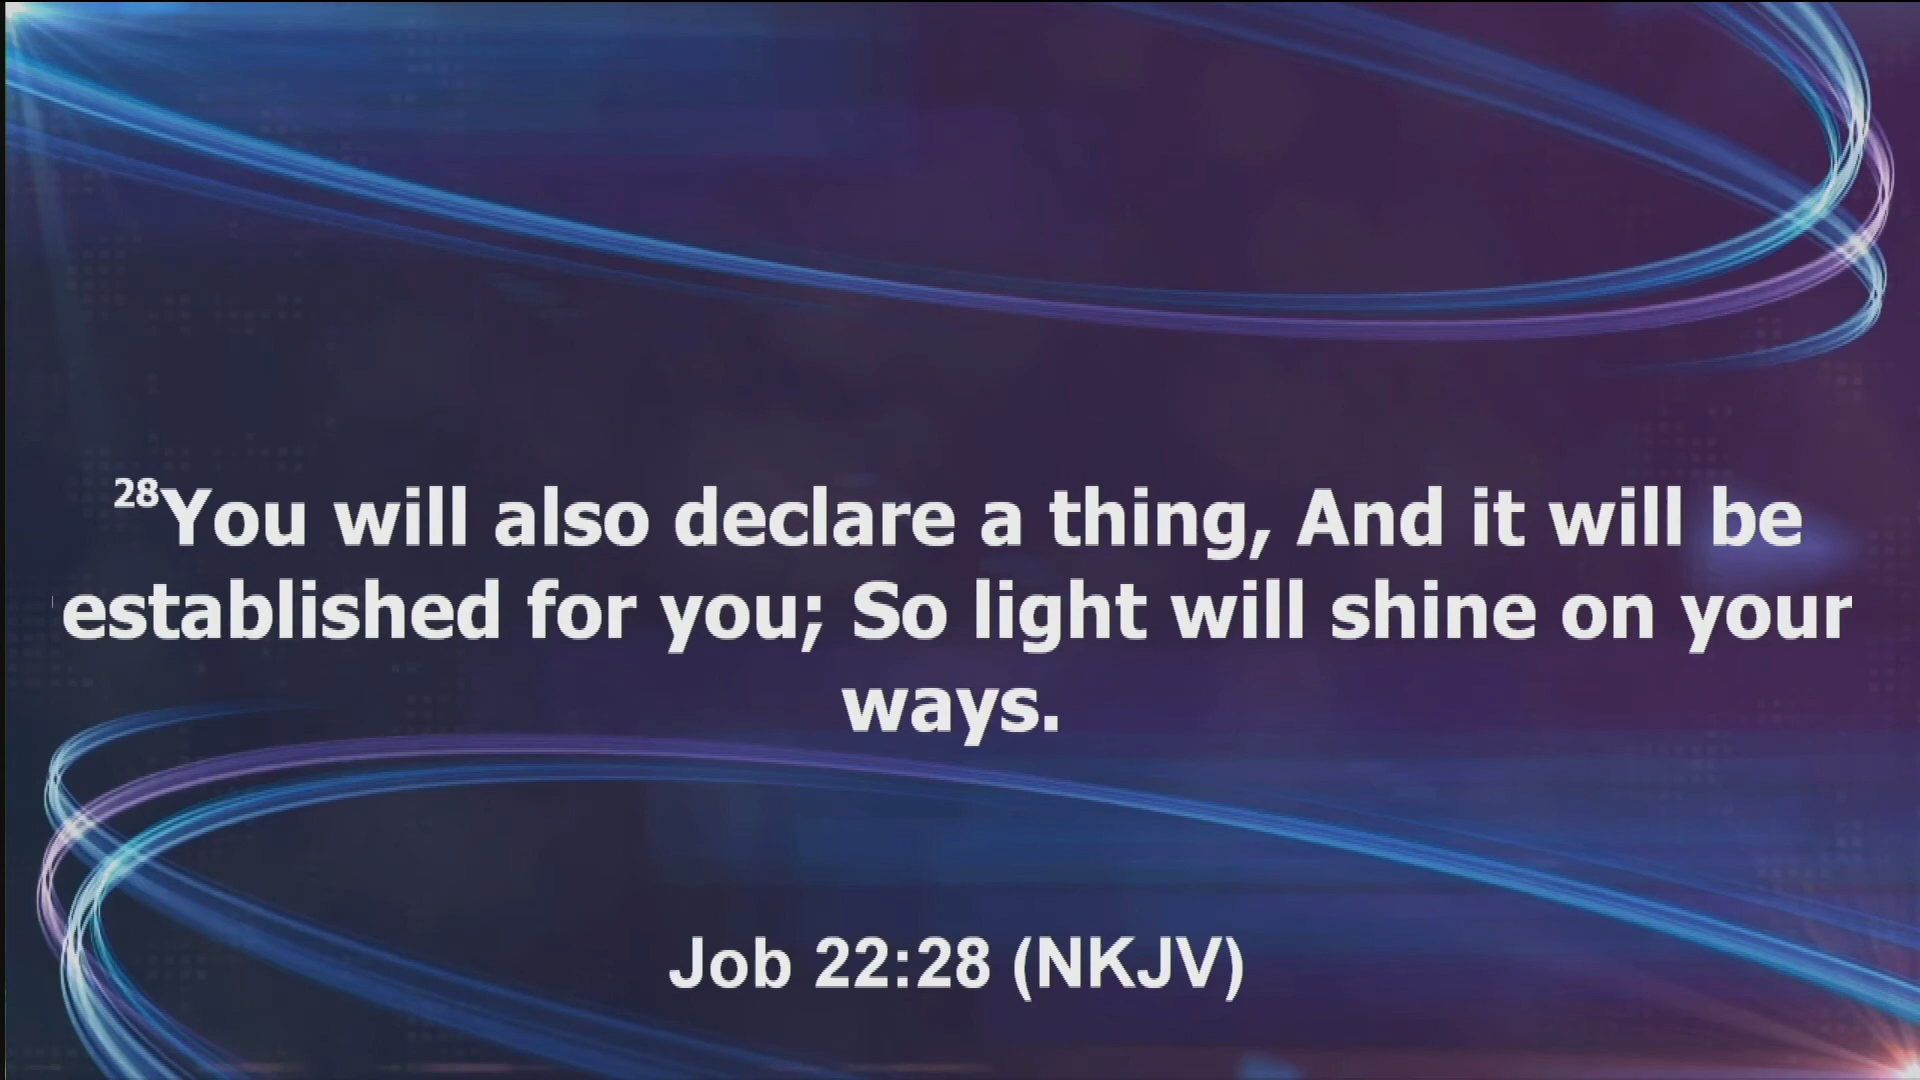 28You will also declare a thing, And it will be
established for you; So light will shine on your
ways.
Job 22:28 (NKJV)